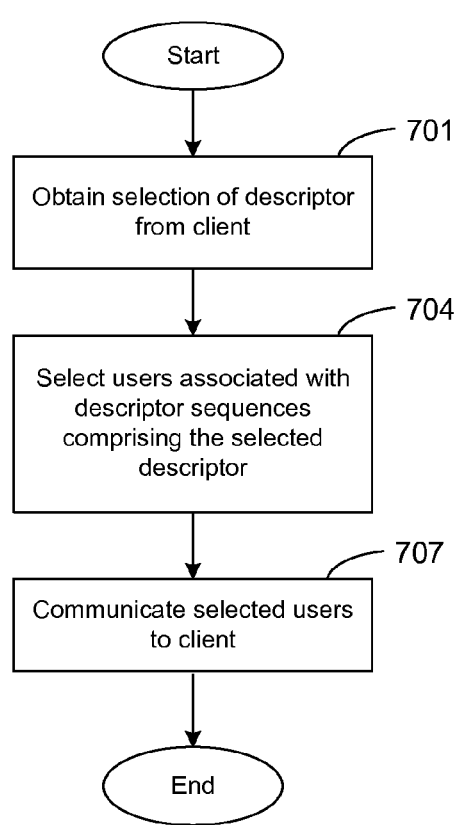 Start
701
Obtain selection of descriptor
from client
704
Select users associated with
descriptor sequences
comprising the selected
descriptor
707
Communicate selected users
to client
End